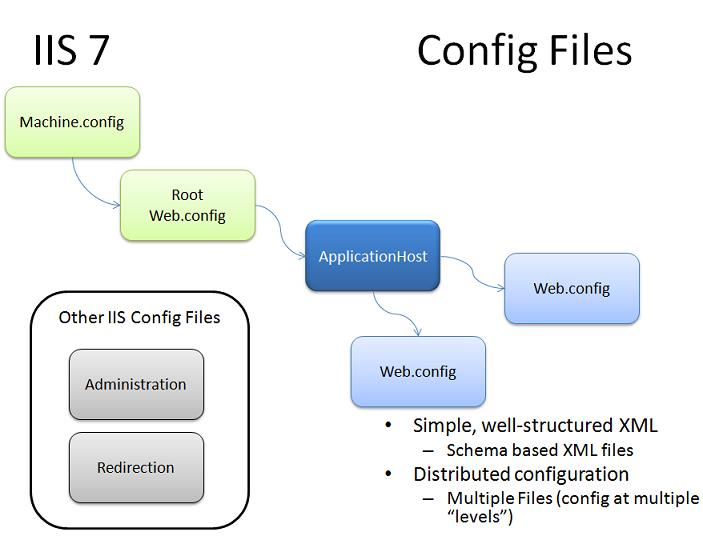 IIS 7 Config Files
Machine.config
Root
Web.config
ApplicationHost
Web.config
Web.config
Other IIS Config Files
Administration
Redirection
• Simple, well-structured XML
– Schema based XML files
• Distributed configuration
– Multiple Files (config at multiple
“levels”)